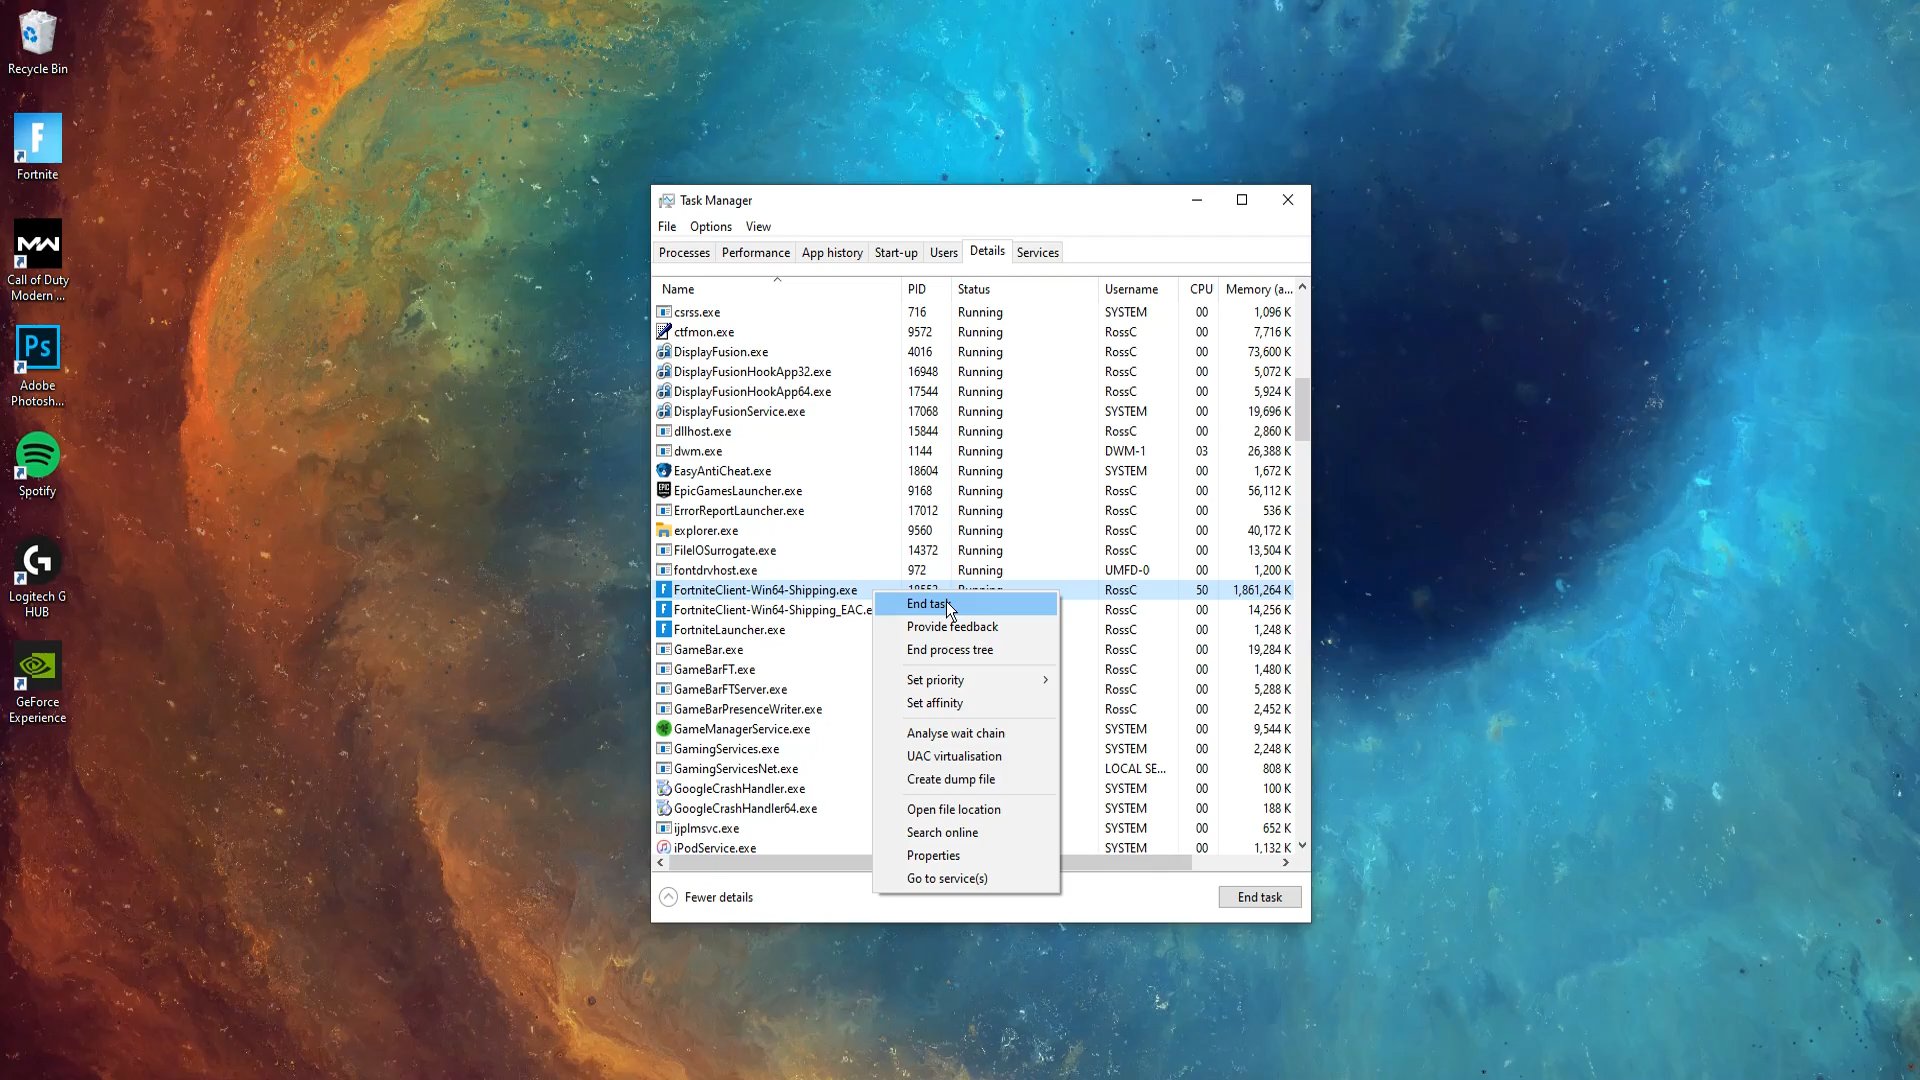 Recycle Bin
Fortnite
Call of Duty
Modern ...
Adobe
Photosh...
Spotify
Logitech G
HUB
GeForce
Experience
Task Manager
File Options View
Processes Performance App history Start-up Users Details Services
Name PID Status Username CPU Memory (a...
csrss.exe 716 Running SYSTEM 00 1,096 K
ctfmon.exe 9572 Running RossC 00 7,716 K
DisplayFusion.exe 4016 Running RossC 00 73,600 K
DisplayFusionHookApp32.exe 16948 Running RossC 00 5,072 K
DisplayFusionHookApp64.exe 17544 Running RossC 00 5,924 K
DisplayFusionService.exe 17068 Running SYSTEM 00 19,696 K
dllhost.exe 15844 Running RossC 00 2,860 K
dwm.exe 1144 Running DWM-1 03 26,388 K
EasyAntiCheat.exe 18604 Running SYSTEM 00 1,672 K
EpicGamesLauncher.exe 9168 Running RossC 00 56,112 K
ErrorReportLauncher.exe 17012 Running RossC 00 536 K
explorer.exe 9560 Running RossC 00 40,172 K
FileIOSurrogate.exe 14372 Running RossC 00 13,504 K
fontdrvhost.exe 972 Running UMFD-0 00 1,200 K
FortniteClient-Win64-Shipping.exe Running RossC 50 1,861,264 K
FortniteClient-Win64-Shipping_EAC.e RossC 00 14,256 K
FortniteLauncher.exe RossC 00 1,248 K
GameBar.exe RossC 00 19,284 K
GameBarFT.exe RossC 00 1,480 K
GameBarFTServer.exe RossC 00 5,288 K
GameBarPresenceWriter.exe RossC 00 2,452 K
GameManagerService.exe SYSTEM 00 9,544 K
GamingServices.exe SYSTEM 00 2,248 K
GamingServicesNet.exe LOCAL SE... 00 808 K
GoogleCrashHandler.exe SYSTEM 00 100 K
GoogleCrashHandler64.exe SYSTEM 00 188 K
ijplmsvc.exe SYSTEM 00 652 K
iPodService.exe SYSTEM 00 1,132 K
End task
Provide feedback
End process tree
Set priority
Set affinity
Analyse wait chain
UAC virtualisation
Create dump file
Open file location
Search online
Properties
Go to service(s)
Fewer details
End task